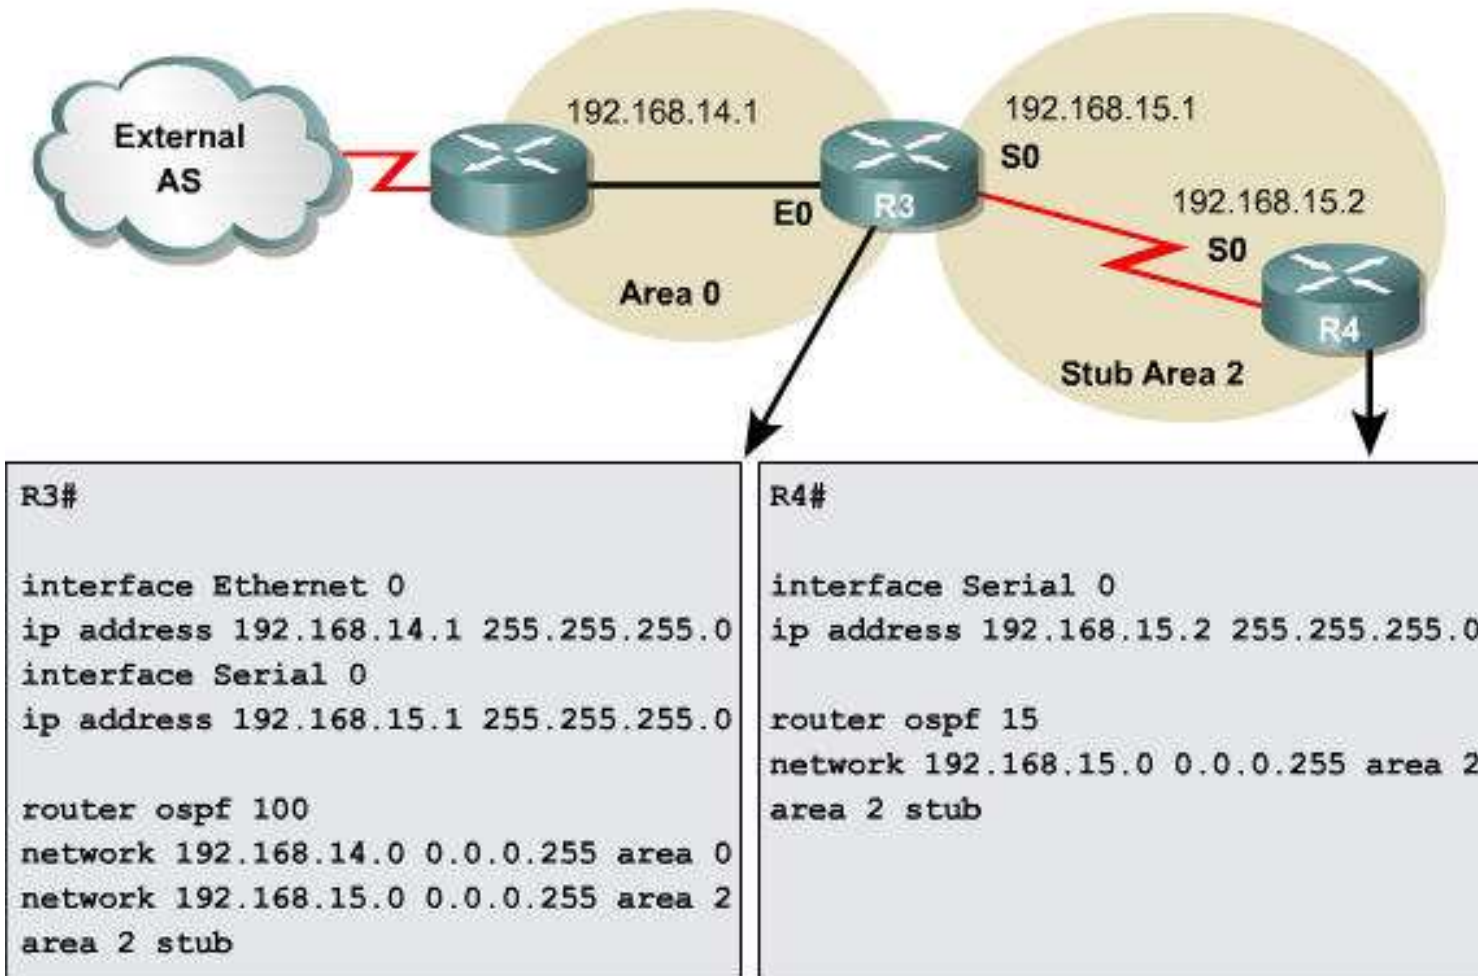 External
AS
192.168.14.1
E0
R3
Area 0
192.168.15.1
S0
192.168.15.2
S0
R4
Stub Area 2
R3#
interface Ethernet 0
ip address 192.168.14.1 255.255.255.0
interface Serial 0
ip address 192.168.15.1 255.255.255.0
router ospf 100
network 192.168.14.0 0.0.0.255 area 0
network 192.168.15.0 0.0.0.255 area 2
area 2 stub
R4#
interface Serial 0
ip address 192.168.15.2 255.255.255.0
router ospf 15
network 192.168.15.0 0.0.0.255 area 2
area 2 stub